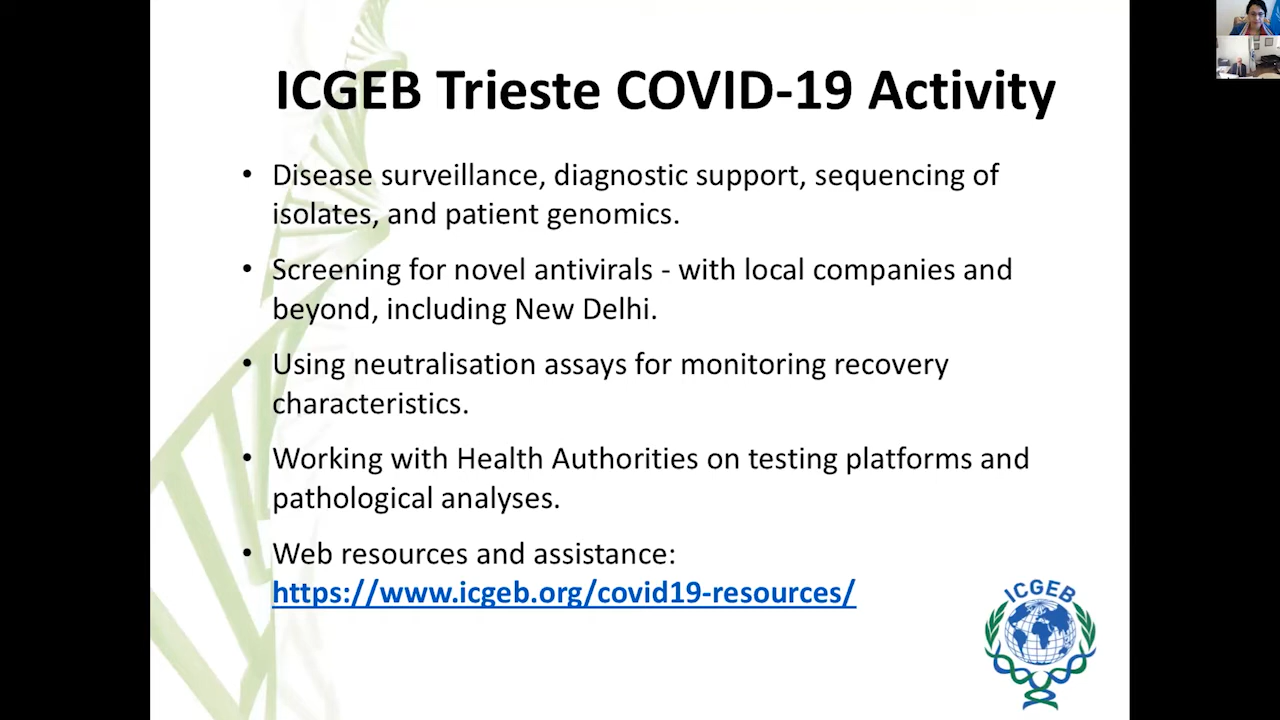 ICGEB Trieste COVID-19 Activity
• Disease surveillance, diagnostic support, sequencing of
isolates, and patient genomics.
• Screening for novel antivirals - with local companies and
beyond, including New Delhi.
• Using neutralisation assays for monitoring recovery
characteristics.
• Working with Health Authorities on testing platforms and
pathological analyses.
• Web resources and assistance:
https://www.icgeb.org/covid19-resources/
ICGEB